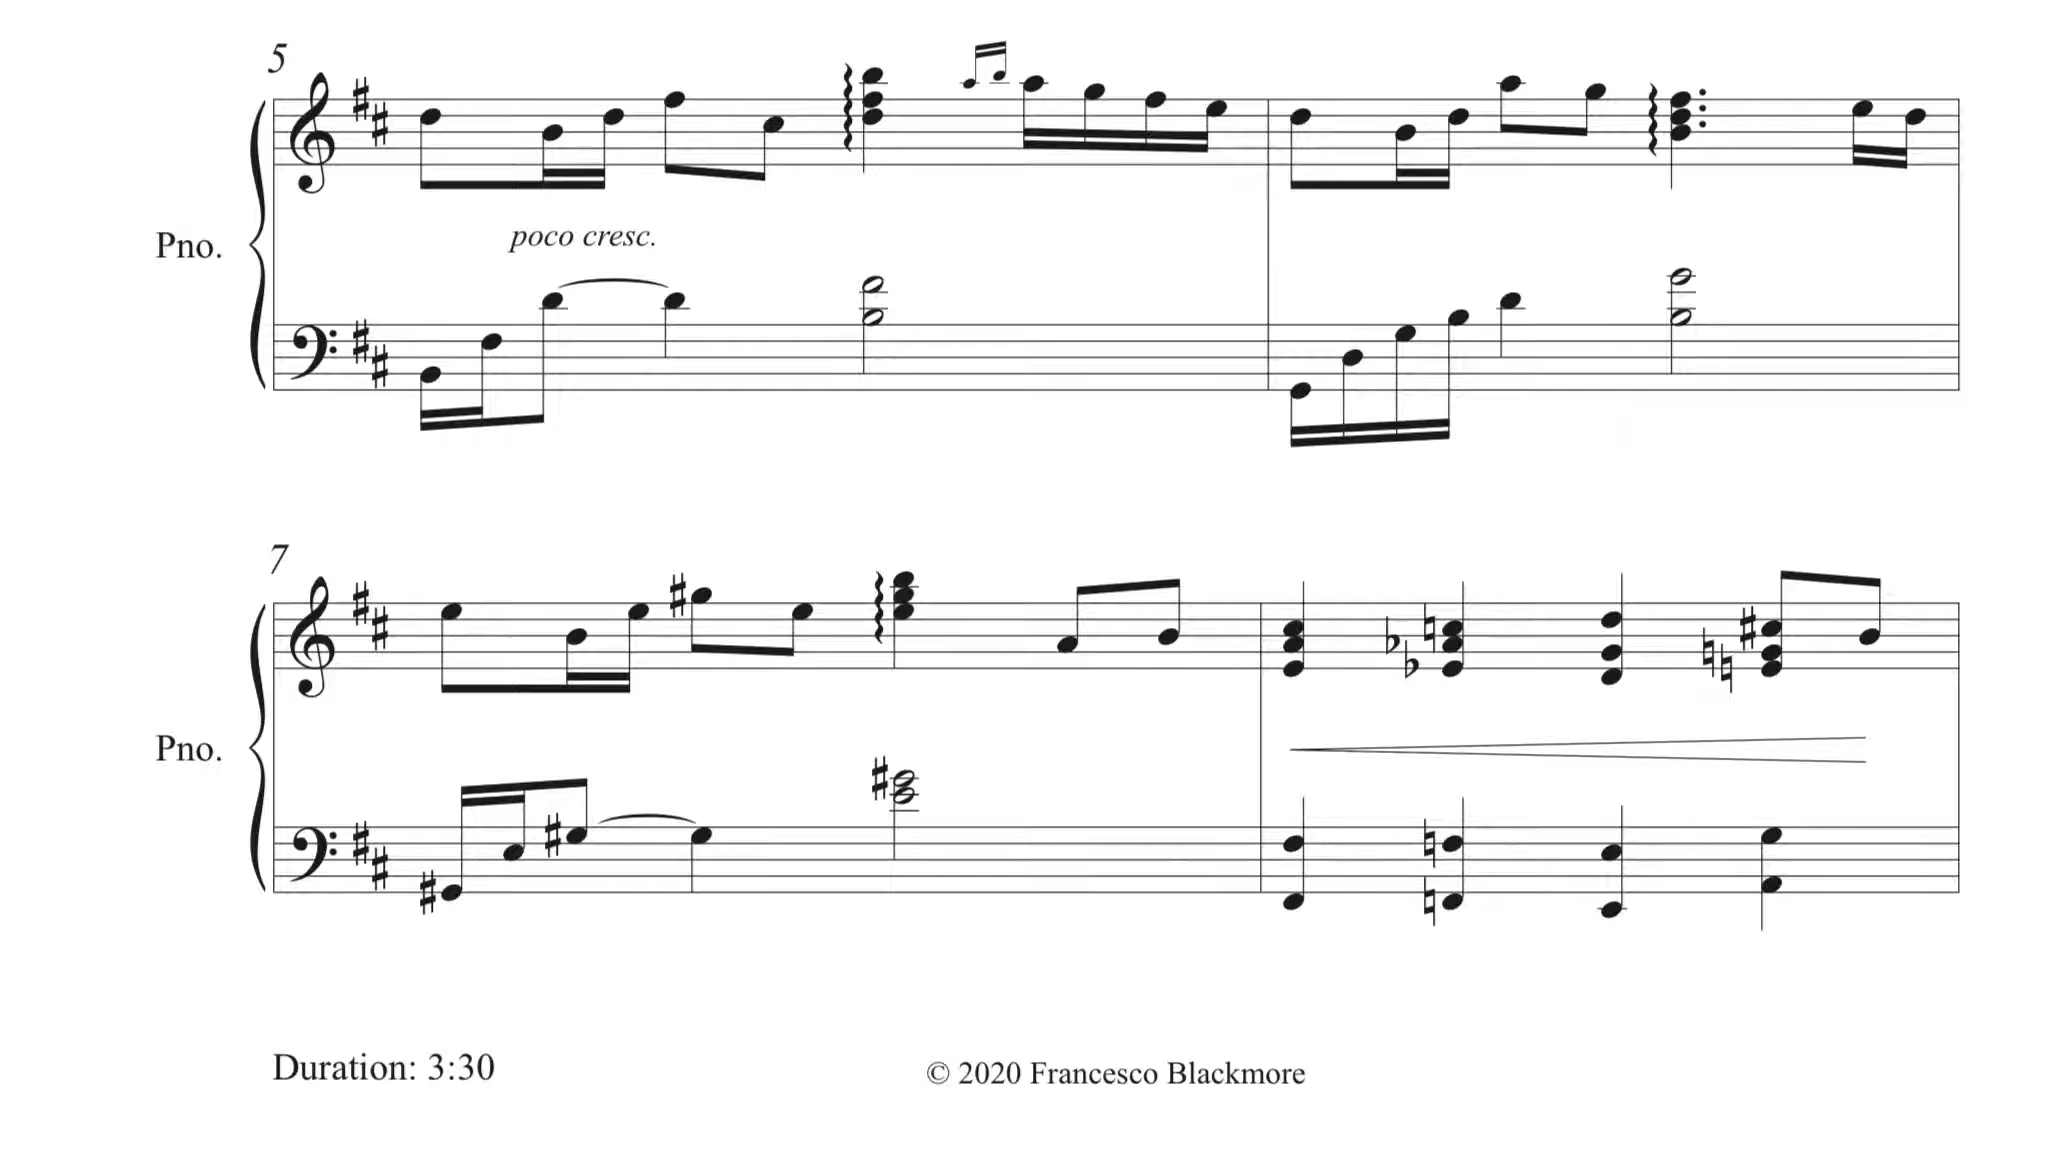 5
Pno.
poco cresc.
7
Pno.
Duration: 3:30
© 2020 Francesco Blackmore